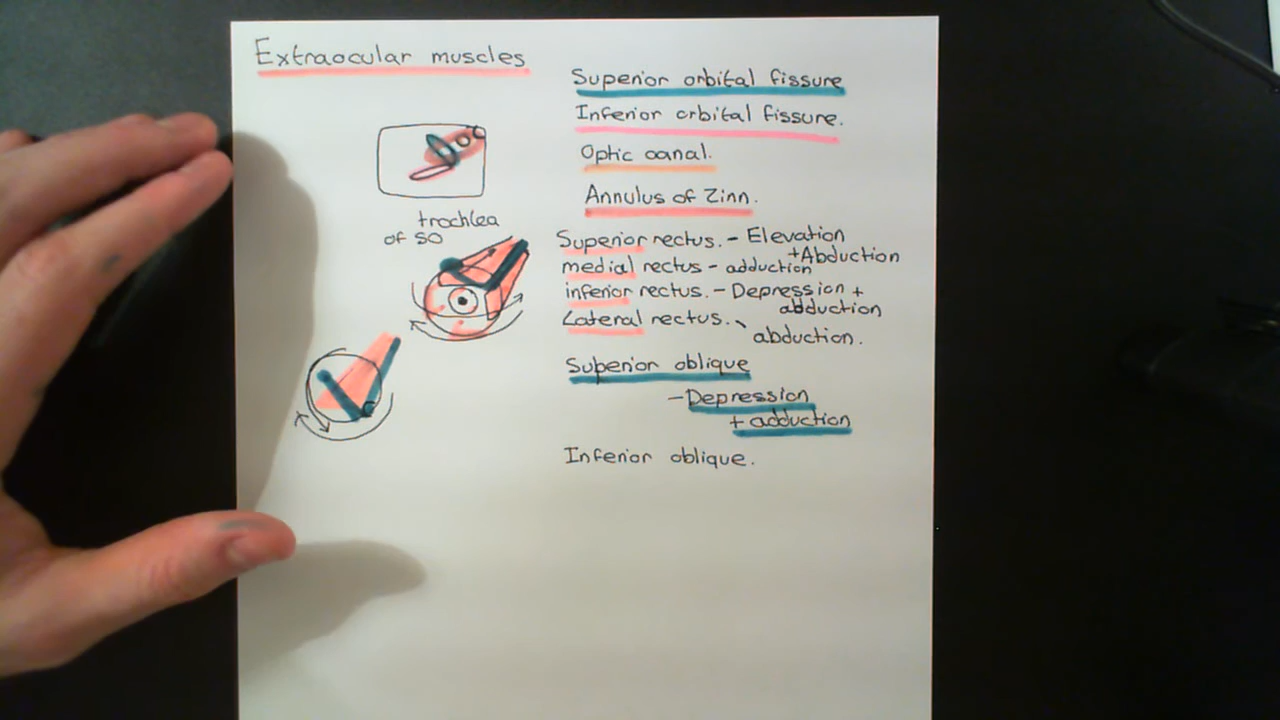 Extraocular muscles
Superior orbital fissure
Inferior orbital fissure.
Optic canal.
Annulus of Zinn.
trochlea
of SO
Superior rectus. - Elevation
+Abduction
medial rectus - adduction
inferior rectus. - Depression +
abduction
Lateral rectus.
abduction.
Superior oblique
- Depression
+ adduction
Inferior oblique.